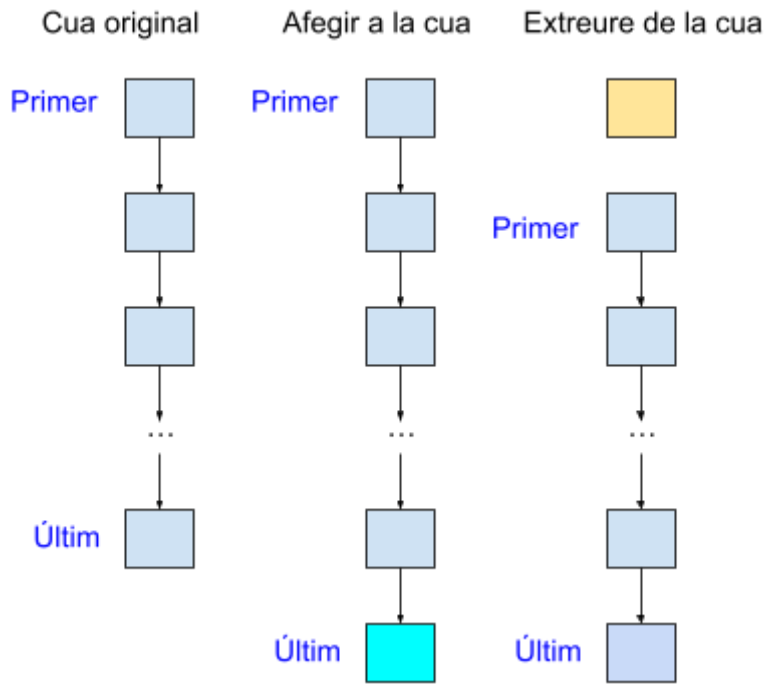 Cua original Afegir a la cua Extreure de la cua
Primer Primer
Primer
... ... ...
Últim
Últim Últim